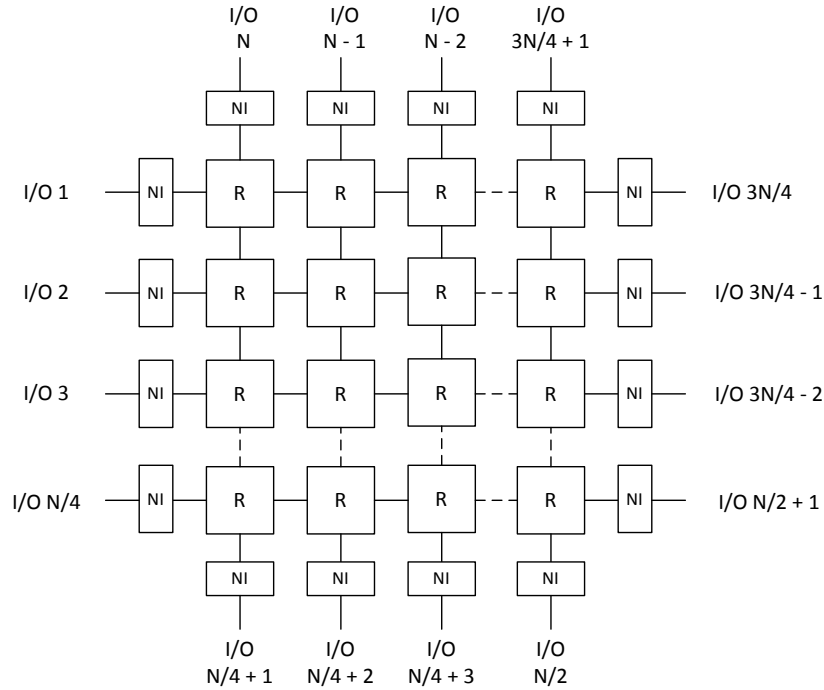 I/O I/O I/O I/O
N N - 1 N - 2 3N/4 + 1
NI NI NI NI
I/O 1 NI R R R R NI I/O 3N/4
I/O 2 NI R R R R NI I/O 3N/4 - 1
I/O 3 NI R R R R NI I/O 3N/4 - 2
I/O N/4 NI R R R R NI I/O N/2 + 1
NI NI NI NI
I/O I/O I/O I/O
N/4 + 1 N/4 + 2 N/4 + 3 N/2